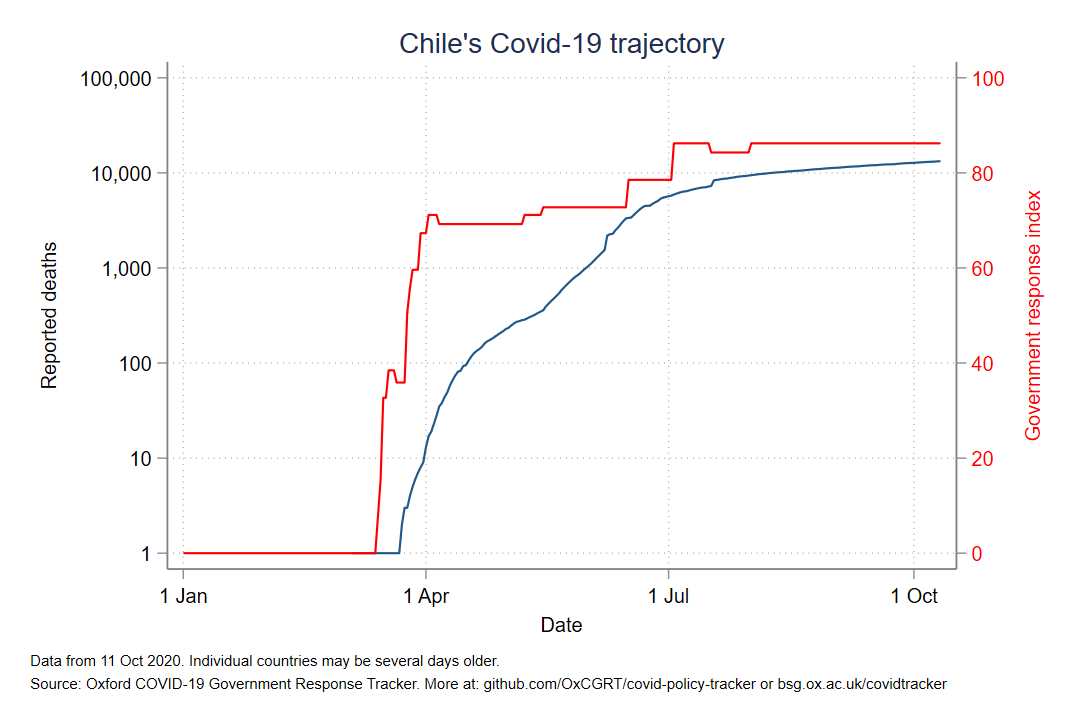 Chile's Covid-19 trajectory
100,000
10,000
1,000
100
10
1
Reported deaths
100
80
60
40
20
0
Government response index
1 Jan
1 Apr
1 Jul
1 Oct
Date
Data from 11 Oct 2020. Individual countries may be several days older.
Source: Oxford COVID-19 Government Response Tracker. More at: github.com/OxCGRT/covid-policy-tracker or bsg.ox.ac.uk/covidtracker